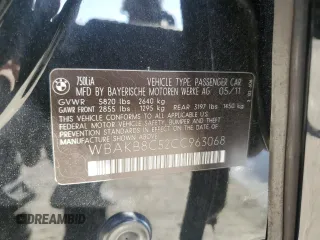 750LiA
VEHICLE TYPE: PASSENGER CAR
MFD BY BAYERISCHE MOTOREN WERKE AG 05/11
GVWR 5820 lbs 2640 kg
GAWR FRONT 2855 lbs 1295 kg REAR 3197 lbs 1450 kg
THIS VEHICLE CONFORMS TO ALL APPLICABLE
FEDERAL MOTOR VEHICLE SAFETY, BUMPER,
AND THEFT PREVENTION STANDARDS
IN EFFECT ON THE DATE OF
MANUFACTURE SHOWN ABOVE
WBAKB8C52CC963068
AUTOBIDMAX